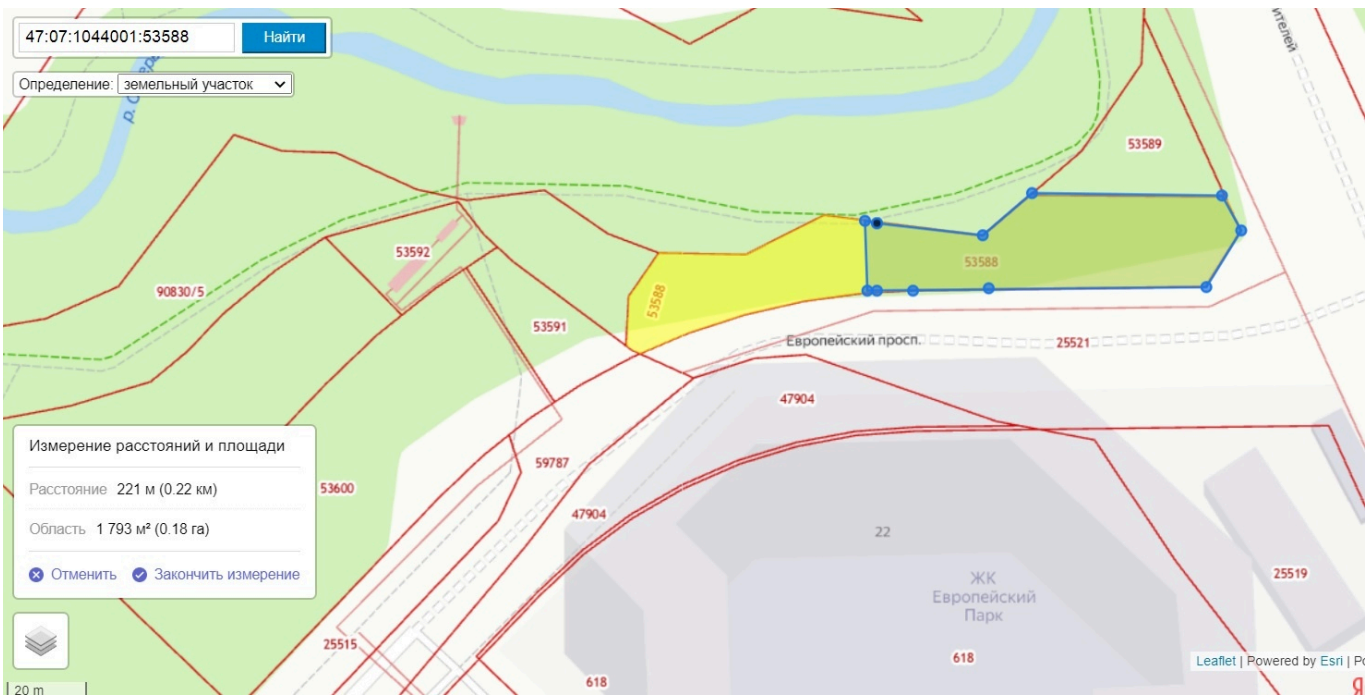 47:07:1044001:53588
Найти
Определение: земельный участок
53589
53592
53588
90830/5
53588
53591
Европейский просп.
25521
47904
Измерение расстояний и площади
59787
Расстояние 221 м (0.22 км)
53600
47904
Область 1 793 м² (0.18 га)
22
Отменить
Закончить измерение
ЖК
Европейский
Парк
25519
25515
618
618
Leaflet | Powered by Esri |
20 m